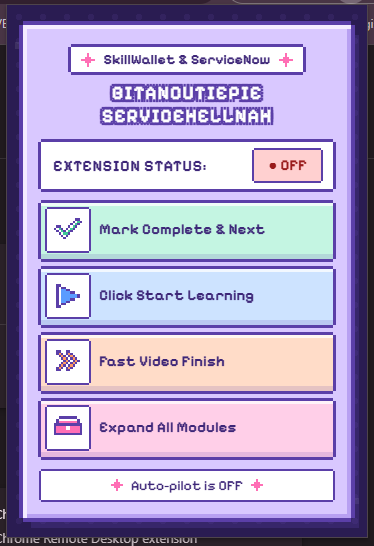 SkillWallet & ServiceNow
GITANOUTIEPIE
SERVICEHELLNAH
EXTENSION STATUS:
● OFF
Mark Complete & Next
Click Start Learning
Fast Video Finish
Expand All Modules
Auto-pilot is OFF
Chrome Remote Desktop extension